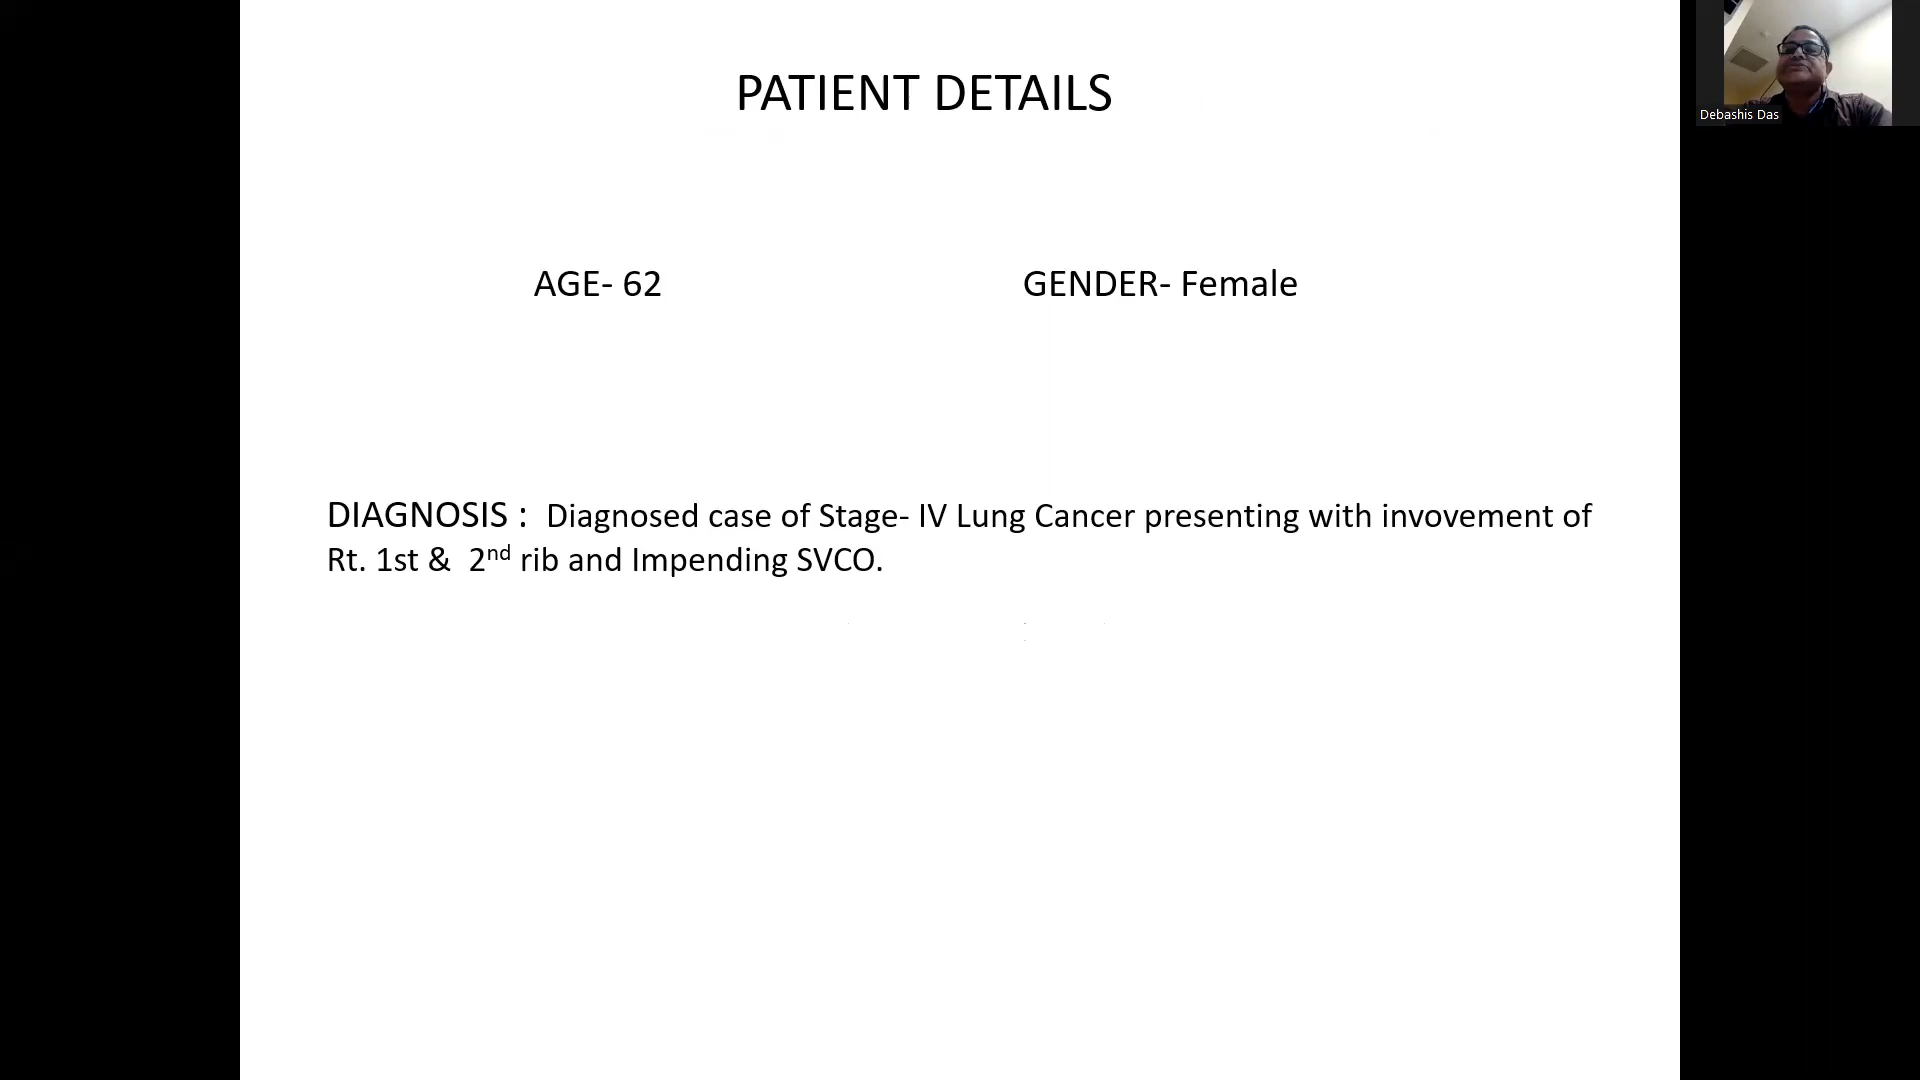 PATIENT DETAILS
Debashis Das
AGE- 62 GENDER- Female
DIAGNOSIS : Diagnosed case of Stage- IV Lung Cancer presenting with invovement of
Rt. 1st & 2nd rib and Impending SVCO.